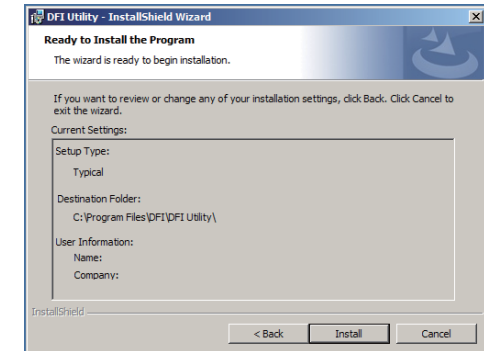 DFI Utility - InstallShield Wizard
Ready to Install the Program
The wizard is ready to begin installation.
If you want to review or change any of your installation settings, click Back. Click Cancel to
exit the wizard.
Current Settings:
Setup Type:
Typical
Destination Folder:
C:\Program Files\DFI\DFI Utility\
User Information:
Name:
Company:
InstallShield
< Back Install Cancel